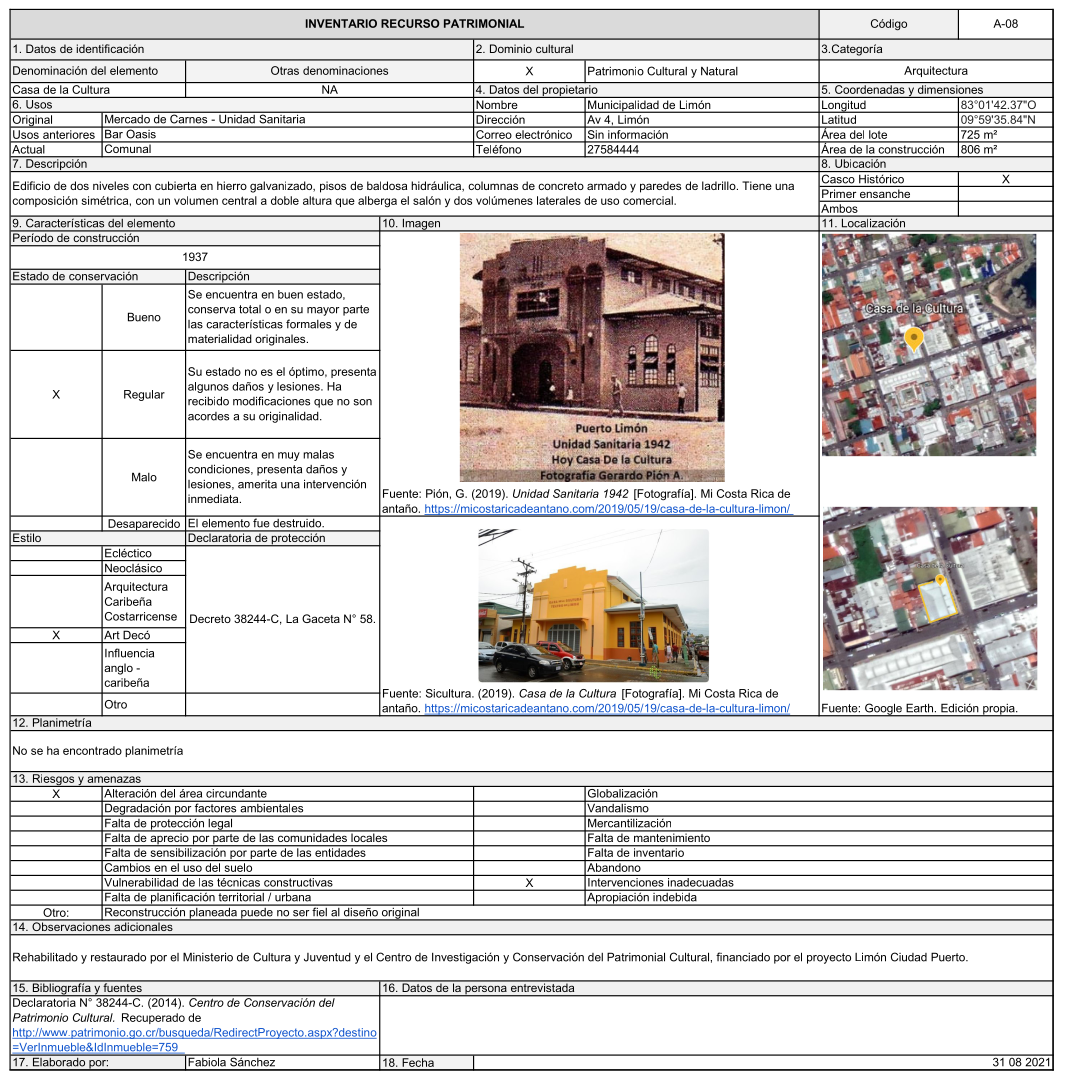 INVENTARIO RECURSO PATRIMONIAL
Código
A-08
1. Datos de identificación
2. Dominio cultural
3.Categoría
Denominación del elemento
Otras denominaciones
X
Patrimonio Cultural y Natural
Arquitectura
Casa de la Cultura
NA
4. Datos del propietario
5. Coordenadas y dimensiones
6. Usos
Nombre
Municipalidad de Limón
Longitud
83°01'42.37"O
Original
Mercado de Carnes - Unidad Sanitaria
Dirección
Av 4, Limón
Latitud
09°59'35.84"N
Usos anteriores
Bar Oasis
Correo electrónico
Sin información
Área del lote
725 m²
Actual
Comunal
Teléfono
27584444
Área de la construcción
806 m²
7. Descripción
8. Ubicación
Edificio de dos niveles con cubierta en hierro galvanizado, pisos de baldosa hidráulica, columnas de concreto armado y paredes de ladrillo. Tiene una
composición simétrica, con un volumen central a doble altura que alberga el salón y dos volúmenes laterales de uso comercial.
Casco Histórico
X
Primer ensanche
Ambos
9. Características del elemento
10. Imagen
11. Localización
Período de construcción
1937
Estado de conservación
Descripción
Bueno
Se encuentra en buen estado,
conserva total o en su mayor parte
las características formales y de
materialidad originales.
X
Regular
Su estado no es el óptimo, presenta
algunos daños y lesiones. Ha
recibido modificaciones que no son
acordes a su originalidad.
Malo
Se encuentra en muy malas
condiciones, presenta daños y
lesiones, amerita una intervención
inmediata.
Desaparecido
El elemento fue destruido.
Puerto Limón
Unidad Sanitaria 1942
Hoy Casa De la Cultura
Fotografía Gerardo Pión A.
Fuente: Pión, G. (2019). Unidad Sanitaria 1942 [Fotografía]. Mi Costa Rica de
antaño. https://micostaricadeantano.com/2019/05/19/casa-de-la-cultura-limon/
Casa de la Cultura
Estilo
Declaratoria de protección
Ecléctico
Neoclásico
Arquitectura
Caribeña
Costarricense
X
Art Decó
Influencia
anglo -
caribeña
Otro
Decreto 38244-C, La Gaceta N° 58.
Fuente: Sicultura. (2019). Casa de la Cultura [Fotografía]. Mi Costa Rica de
antaño. https://micostaricadeantano.com/2019/05/19/casa-de-la-cultura-limon/
Fuente: Google Earth. Edición propia.
12. Planimetría
No se ha encontrado planimetría
13. Riesgos y amenazas
X
Alteración del área circundante
Globalización
Degradación por factores ambientales
Vandalismo
Falta de protección legal
Mercantilización
Falta de aprecio por parte de las comunidades locales
Falta de mantenimiento
Falta de sensibilización por parte de las entidades
Falta de inventario
Cambios en el uso del suelo
Abandono
Vulnerabilidad de las técnicas constructivas
X
Intervenciones inadecuadas
Falta de planificación territorial / urbana
Apropiación indebida
Otro:
Reconstrucción planeada puede no ser fiel al diseño original
14. Observaciones adicionales
Rehabilitado y restaurado por el Ministerio de Cultura y Juventud y el Centro de Investigación y Conservación del Patrimonial Cultural, financiado por el proyecto Limón Ciudad Puerto.
15. Bibliografía y fuentes
16. Datos de la persona entrevistada
Declaratoria N° 38244-C. (2014). Centro de Conservación del
Patrimonio Cultural. Recuperado de
http://www.patrimonio.go.cr/busqueda/RedirectProyecto.aspx?destino
=VerInmueble&IdInmueble=759
17. Elaborado por:
Fabiola Sánchez
18. Fecha
31 08 2021